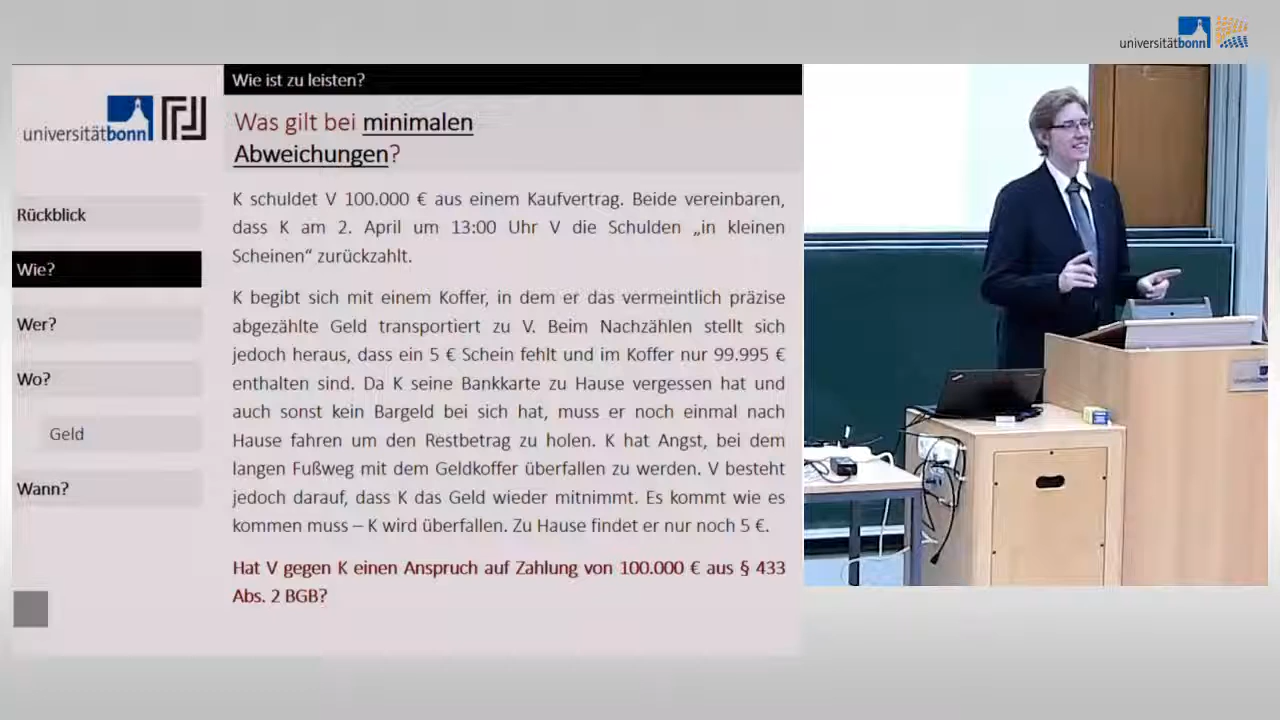 universitätbonn
Wie ist zu leisten?
universitätbonn
Was gilt bei minimalen
Abweichungen?
K schuldet V 100.000 € aus einem Kaufvertrag. Beide vereinbaren,
dass K am 2. April um 13:00 Uhr V die Schulden „in kleinen
Scheinen“ zurückzahlt.
K begibt sich mit einem Koffer, in dem er das vermeintlich präzise
abgezählte Geld transportiert zu V. Beim Nachzählen stellt sich
jedoch heraus, dass ein 5 € Schein fehlt und im Koffer nur 99.995 €
enthalten sind. Da K seine Bankkarte zu Hause vergessen hat und
auch sonst kein Bargeld bei sich hat, muss er noch einmal nach
Hause fahren um den Restbetrag zu holen. K hat Angst, bei dem
langen Fußweg mit dem Geldkoffer überfallen zu werden. V besteht
jedoch darauf, dass K das Geld wieder mitnimmt. Es kommt wie es
kommen muss – K wird überfallen. Zu Hause findet er nur noch 5 €.
Hat V gegen K einen Anspruch auf Zahlung von 100.000 € aus § 433
Abs. 2 BGB?
Rückblick
Wie?
Wer?
Wo?
Geld
Wann?